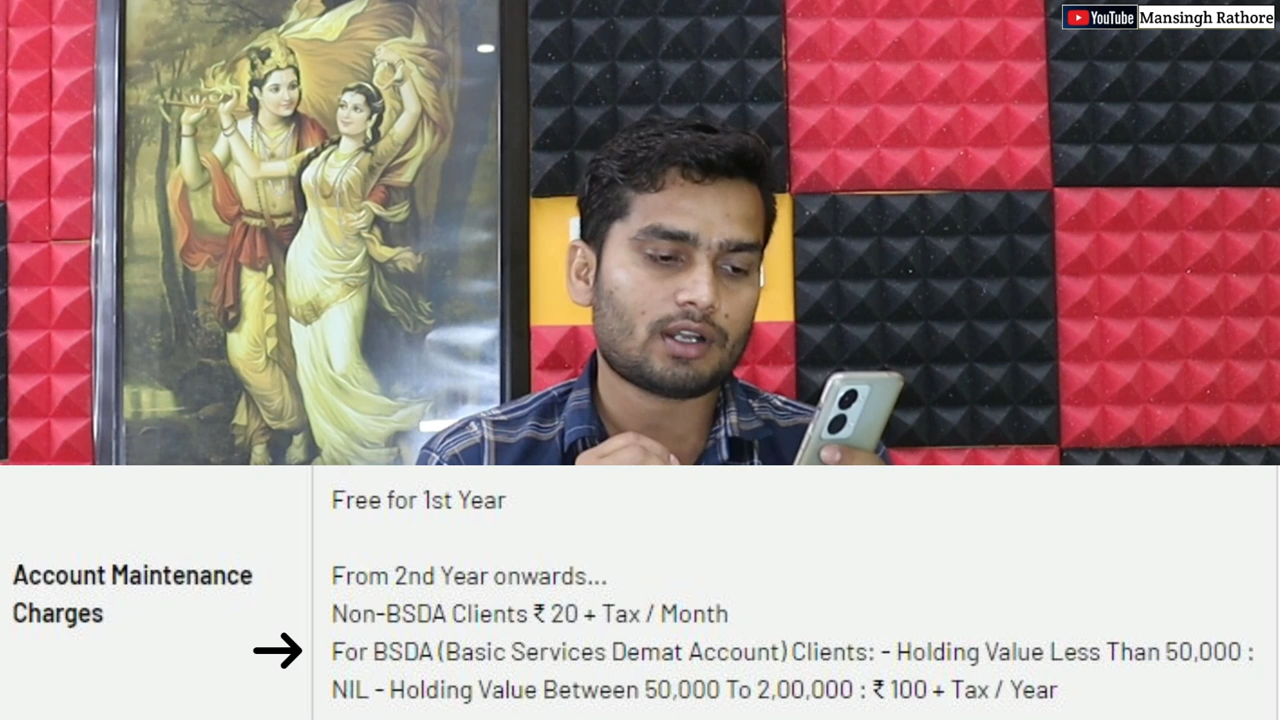 YouTube Mansingh Rathore
Free for 1st Year
Account Maintenance
Charges
From 2nd Year onwards...
Non-BSDA Clients ₹ 20 + Tax / Month
For BSDA (Basic Services Demat Account) Clients: - Holding Value Less Than 50,000 :
NIL - Holding Value Between 50,000 To 2,00,000 : ₹ 100 + Tax / Year